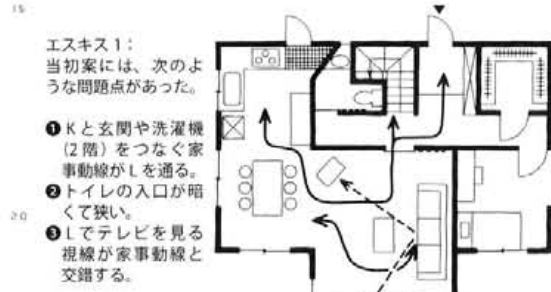 15
エスキス1：
当初案には、次のよ
うな問題点があった。
❶Kと玄関や洗濯機
（2階）をつなぐ家
事動線がLを通る。
❷トイレの入口が暗
くて狭い。
20
❸Lでテレビを見る
視線が家事動線と
交錯する。